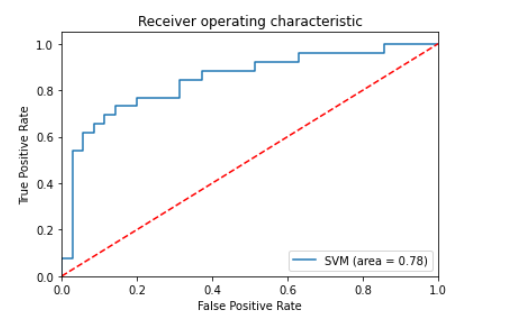 Receiver operating characteristic
1.0
0.8
0.6
0.4
0.2
0.0
True Positive Rate
SVM (area = 0.78)
0.0 0.2 0.4 0.6 0.8 1.0
False Positive Rate